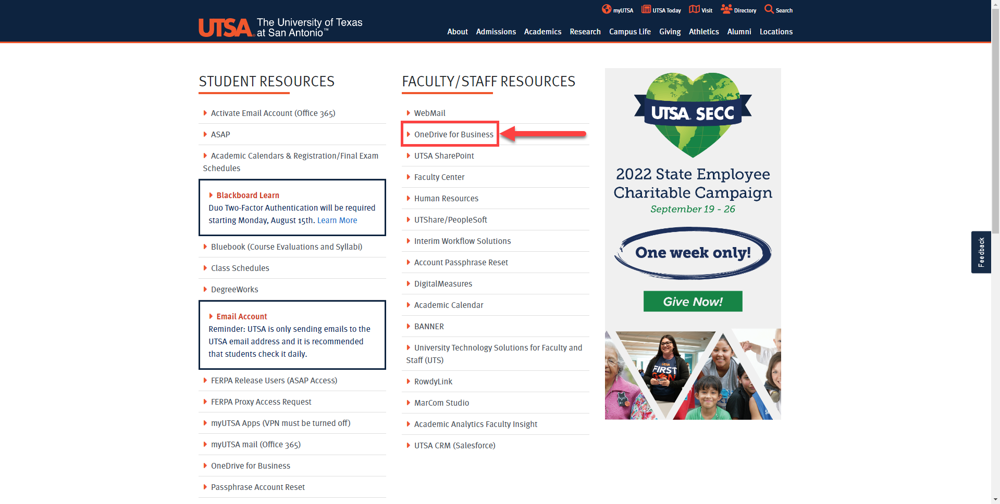 myUTSA UTSA Today Visit Directory Search
UTSA The University of Texas
at San Antonio™
About Admissions Academics Research Campus Life Giving Athletics Alumni Locations
STUDENT RESOURCES
Activate Email Account (Office 365)
ASAP
Academic Calendars & Registration/Final Exam
Schedules
Blackboard Learn
Duo Two-Factor Authentication will be required
starting Monday, August 15th. Learn More
Bluebook (Course Evaluations and Syllabi)
Class Schedules
DegreeWorks
Email Account
Reminder: UTSA is only sending emails to the
UTSA email address and it is recommended
that students check it daily.
FERPA Release Users (ASAP Access)
FERPA Proxy Access Request
myUTSA Apps (VPN must be turned off)
myUTSA mail (Office 365)
OneDrive for Business
Passphrase Account Reset
FACULTY/STAFF RESOURCES
WebMail
OneDrive for Business
UTSA SharePoint
Faculty Center
Human Resources
UTShare/PeopleSoft
Interim Workflow Solutions
Account Passphrase Reset
DigitalMeasures
Academic Calendar
BANNER
University Technology Solutions for Faculty and
Staff (UTS)
RowdyLink
MarCom Studio
Academic Analytics Faculty Insight
UTSA CRM (Salesforce)
UTSA SECC
2022 State Employee
Charitable Campaign
September 19 - 26
One week only!
Give Now!
UTSA
FIRST
GEN
Feedback